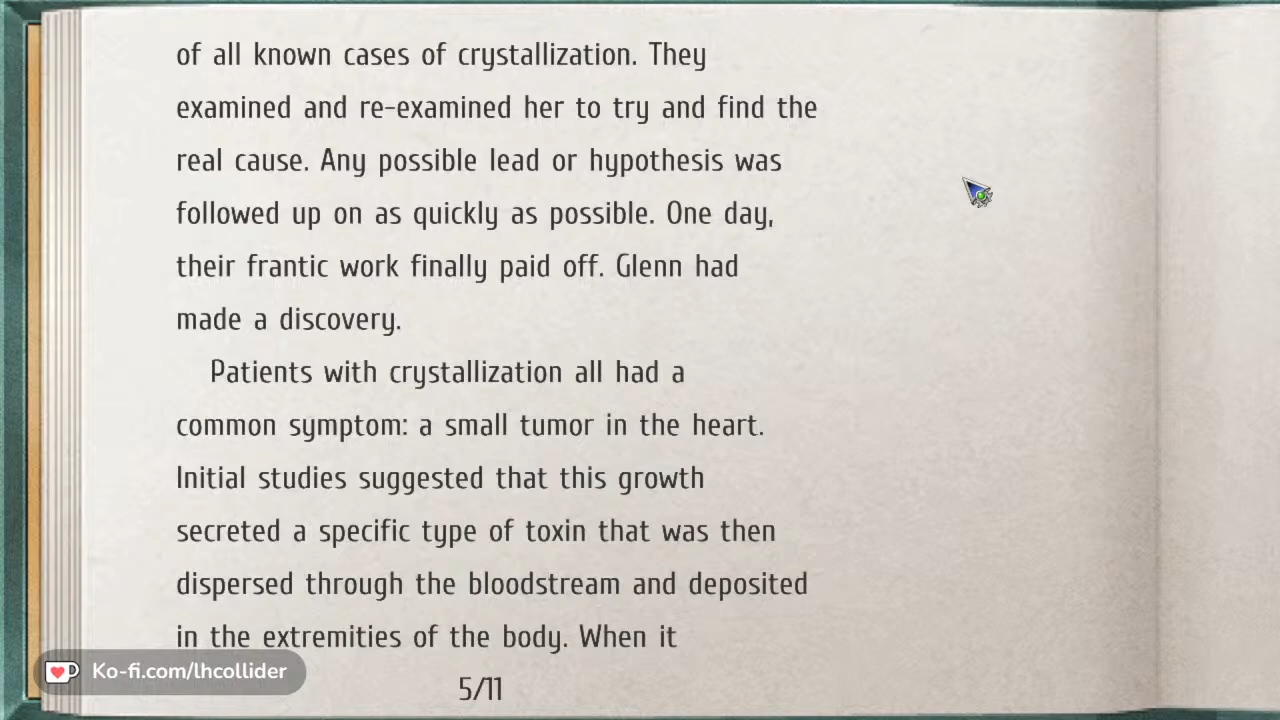 of all known cases of crystallization. They
examined and re-examined her to try and find the
real cause. Any possible lead or hypothesis was
followed up on as quickly as possible. One day,
their frantic work finally paid off. Glenn had
made a discovery.
Patients with crystallization all had a
common symptom: a small tumor in the heart.
Initial studies suggested that this growth
secreted a specific type of toxin that was then
dispersed through the bloodstream and deposited
in the extremities of the body. When it
Ko-fi.com/lhcollider
5/11